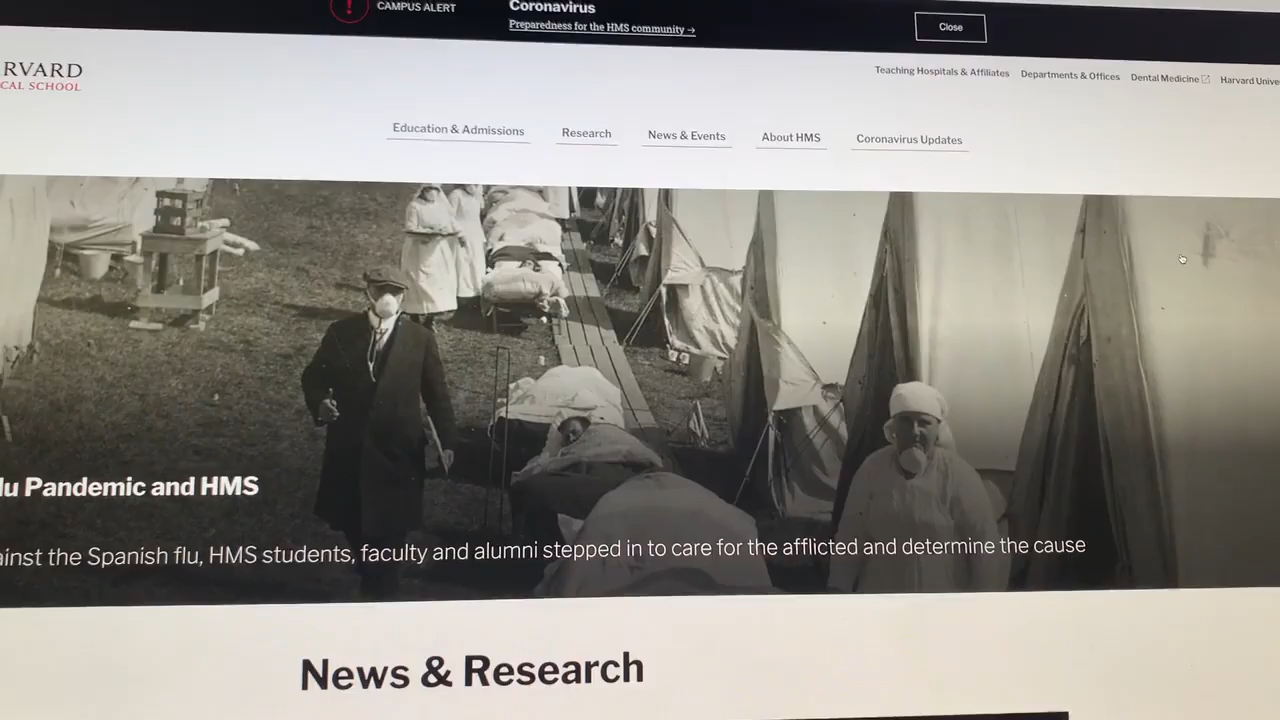 CAMPUS ALERT
Coronavirus
Preparedness for the HMS community →
Close
RVARD
CAL SCHOOL
Teaching Hospitals & Affiliates
Departments & Offices
Dental Medicine
Harvard Unive
Education & Admissions
Research
News & Events
About HMS
Coronavirus Updates
lu Pandemic and HMS
ainst the Spanish flu, HMS students, faculty and alumni stepped in to care for the afflicted and determine the cause
News & Research